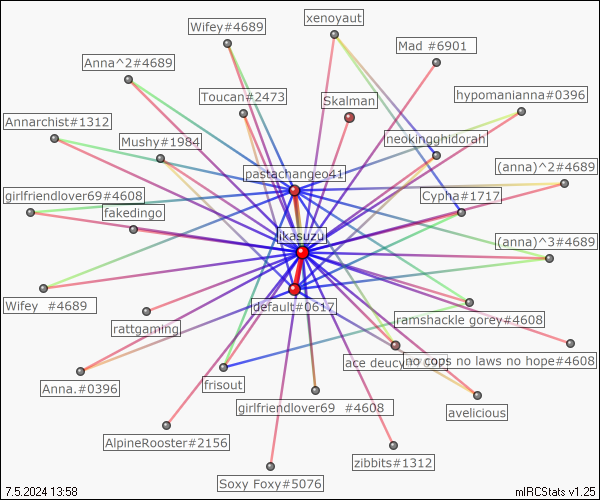 xenoyaut
Wifey#4689
Mad #6901
Anna^2#4689
Toucan#2473
Skalman
hypomanianna#0396
Annarchist#1312
Mushy#1984
neokingghidorah
pastachangeo41
(anna)^2#4689
girlfriendlover69#4608
Cypha#1717
fakedingo
jikasuzu
(anna)^3#4689
Wifey  #4689
default#0617
rattgaming
ramshackle gorey#4608
ace deucy
no cops no laws no hope#4608
Anna.#0396
frisout
girlfriendlover69  #4608
avelicious
AlpineRooster#2156
zibbits#1312
Soxy Foxy#5076
7.5.2024 13:58
mIRCStats v1.25